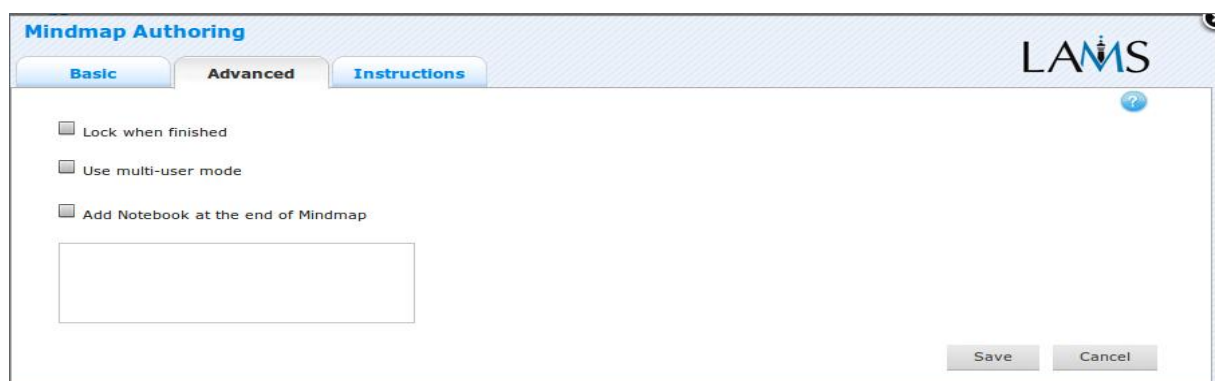 Mindmap Authoring
LAMS
Basic
Advanced
Instructions
?
Lock when finished
Use multi-user mode
Add Notebook at the end of Mindmap
Save
Cancel